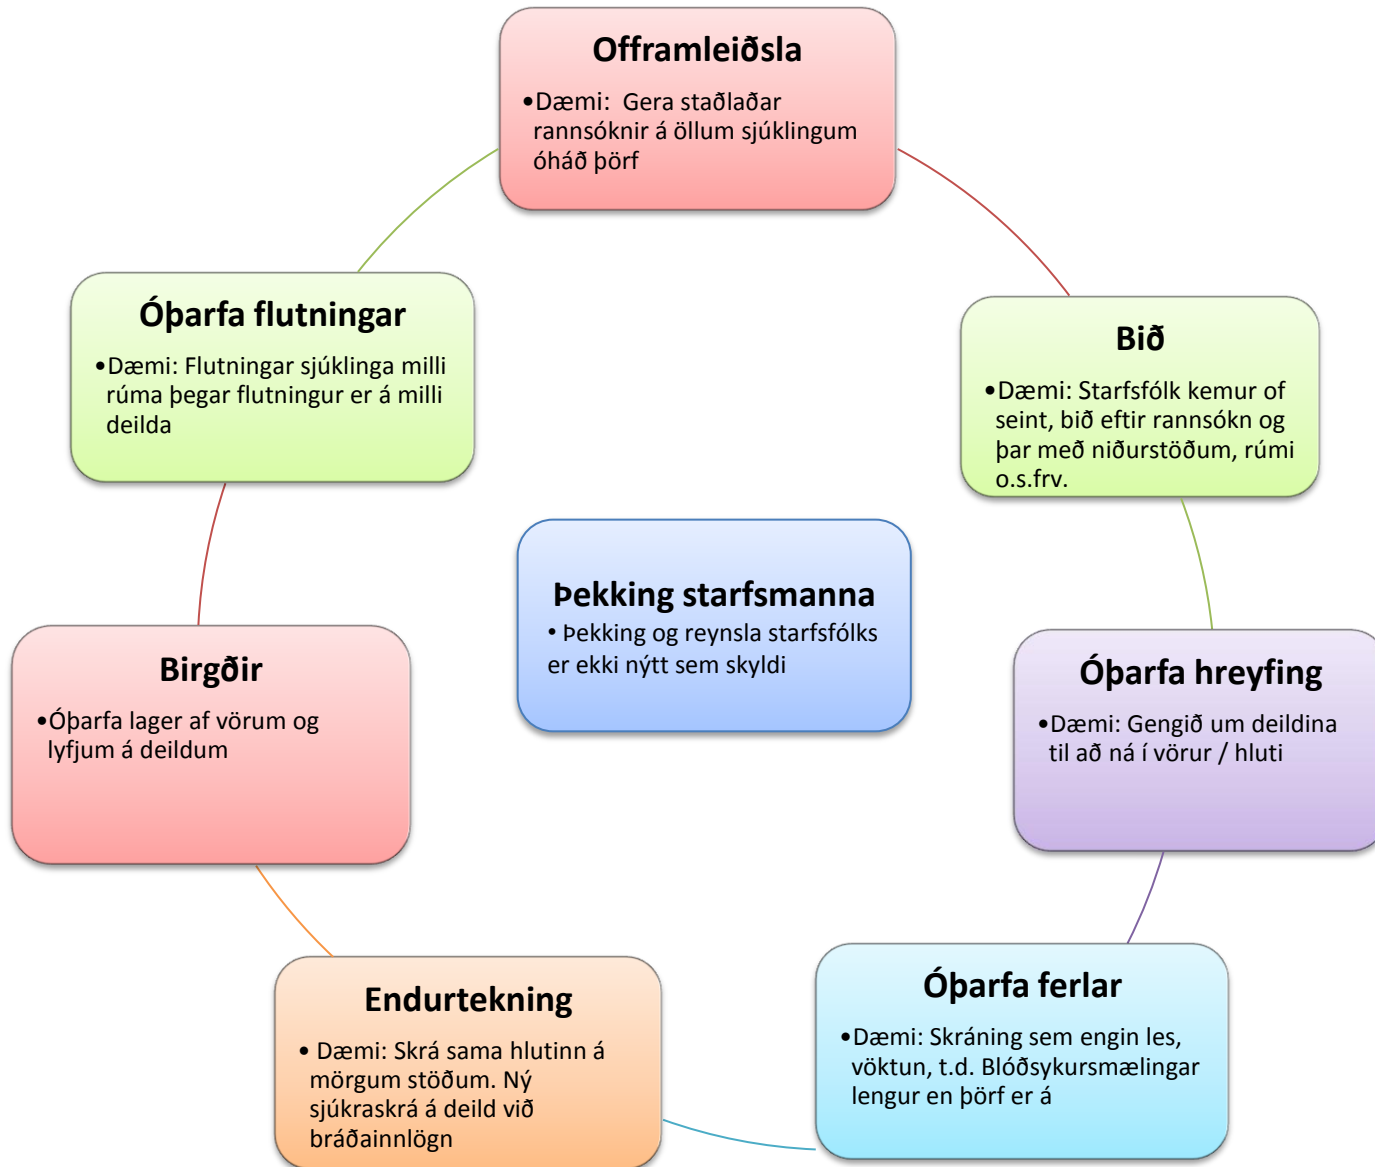 Offramleiðsla
•Dæmi:  Gera staðlaðar
rannsóknir á öllum sjúklingum
óháð þörf
Óþarfa flutningar
•Dæmi: Flutningar sjúklinga milli
rúma þegar flutningur er á milli
deilda
Bið
•Dæmi: Starfsfólk kemur of
seint, bið eftir rannsókn og
þar með niðurstöðum, rúmi
o.s.frv.
Þekking starfsmanna
• Þekking og reynsla starfsfólks
er ekki nýtt sem skyldi
Birgðir
•Óþarfa lager af vörum og
lyfjum á deildum
Óþarfa hreyfing
•Dæmi: Gengið um deildina
til að ná í vörur / hluti
Endurtekning
• Dæmi: Skrá sama hlutinn á
mörgum stöðum. Ný
sjúkraskrá á deild við
bráðainnlögn
Óþarfa ferlar
•Dæmi: Skráning sem engin les,
vöktun, t.d. Blóðsykursmælingar
lengur en þörf er á